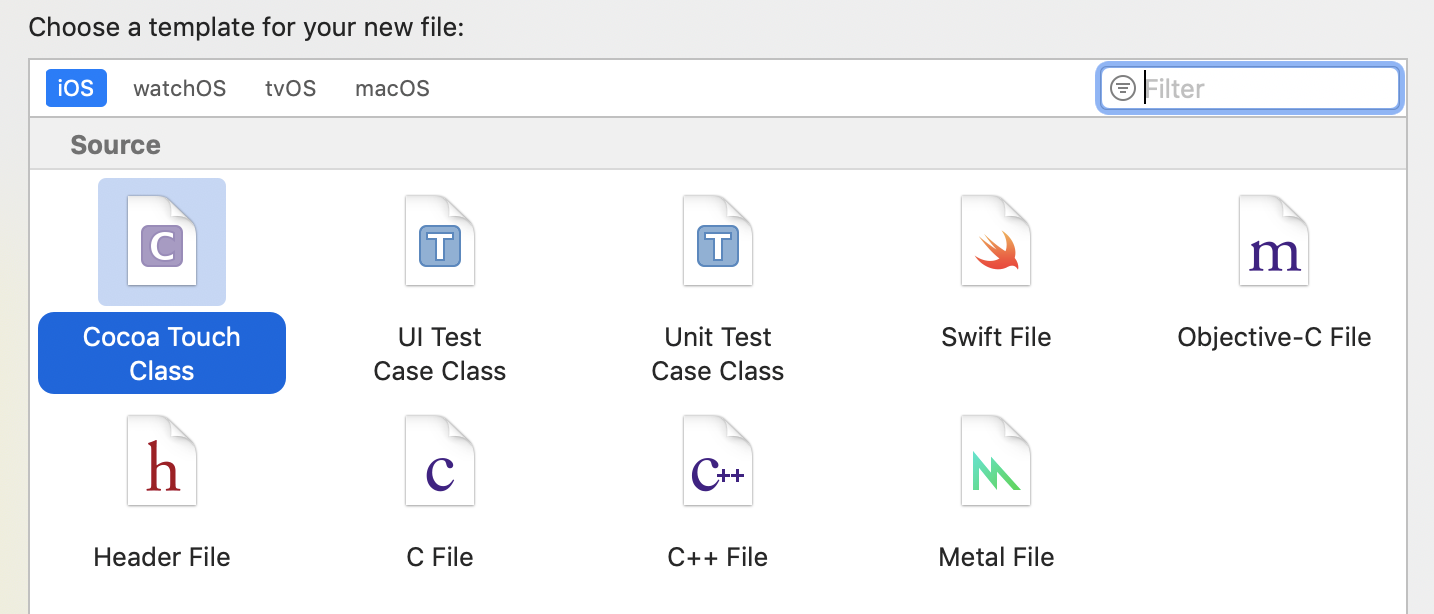 Choose a template for your new file:
iOS watchOS tvOS macOS Filter
Source
C T T m
Cocoa Touch UI Test Unit Test Swift File Objective-C File
Class Case Class Case Class
h c C++
Header File C File C++ File Metal File